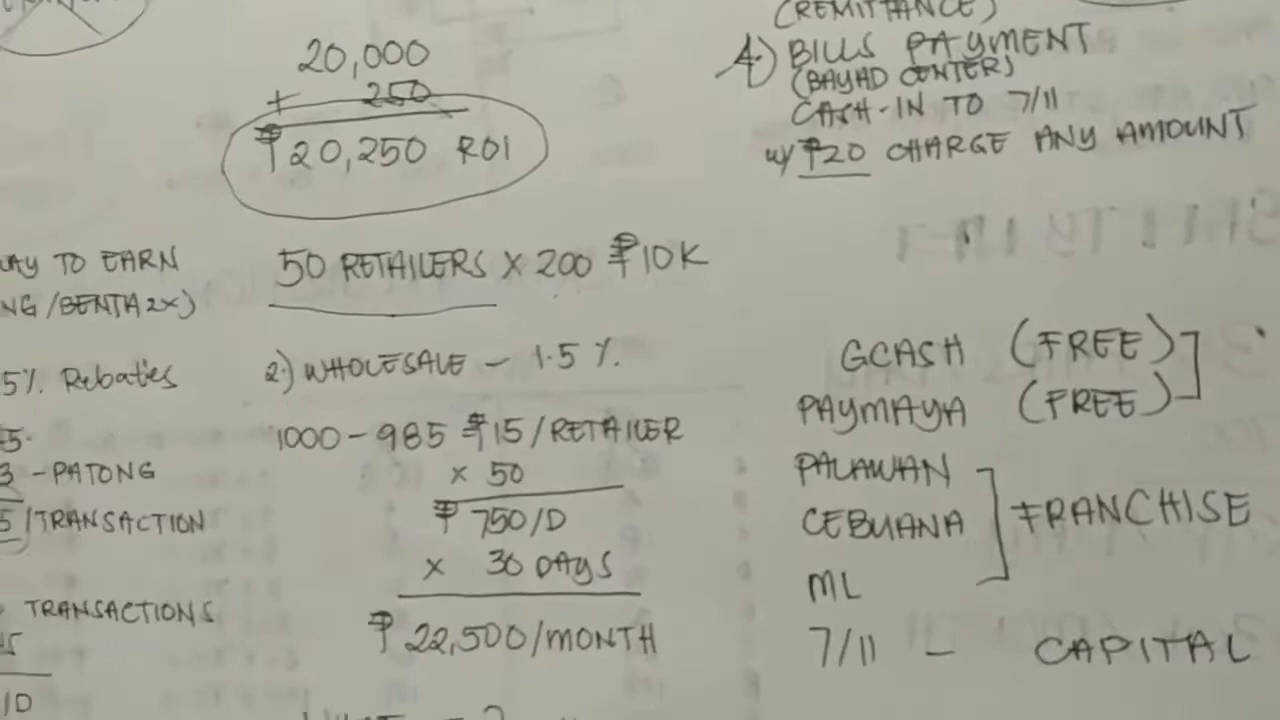 20,000
+ 250
₱20,250 ROI
(REMITTANCE)
4.) BILLS PAYMENT
(BAYAD CENTER)
CASH-IN TO 7/11
w/ ₱20 CHARGE ANY AMOUNT
TO EARN
/BENTA 2X)
5% Rebates
5.
3 - PATONG
5/TRANSACTION
TRANSACTIONS
50 RETAILERS X 200 ₱10K
2.) WHOLESALE - 1.5 %.
1000 - 985 ₱15/RETAILER
x 50
₱750/D
x 30 DAYS
₱22,500/MONTH
GCASH (FREE)
PAYMAYA (FREE)
PALAWAN
CEBUANA
FRANCHISE
ML
7/11 - CAPITAL